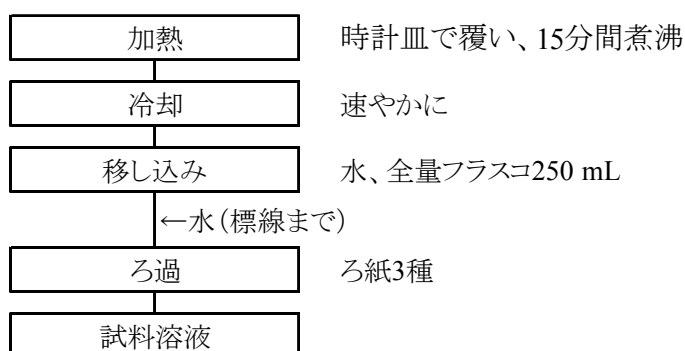 加熱 時計皿で覆い、15分間煮沸
冷却 速やかに
移し込み 水、全量フラスコ250 mL
←水(標線まで)
ろ過 ろ紙3種
試料溶液